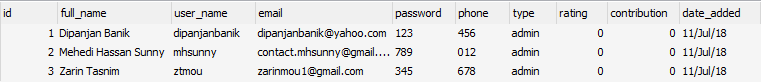 id full_name user_name email password phone type rating contribution date_added
1 Dipanjan Banik dipanjanbanik dipanjanbanik@yahoo.com 123 456 admin 0 0 11/Jul/18
2 Mehedi Hassan Sunny mhsunny contact.mhsunny@gmail.... 789 012 admin 0 0 11/Jul/18
3 Zarin Tasnim ztmou zarinmou1@gmail.com 345 678 admin 0 0 11/Jul/18